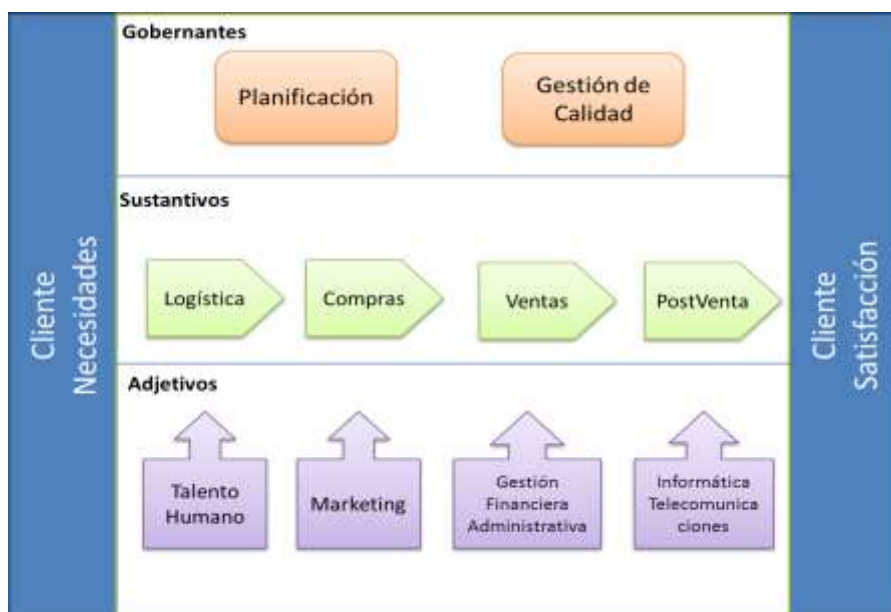 Cliente
Necesidades
Gobernantes
Planificación
Gestión de
Calidad
Sustantivos
Logística
Compras
Ventas
PostVenta
Adjetivos
Talento
Humano
Marketing
Gestión
Financiera
Administrativa
Informática
Telecomunica
ciones
Cliente
Satisfacción